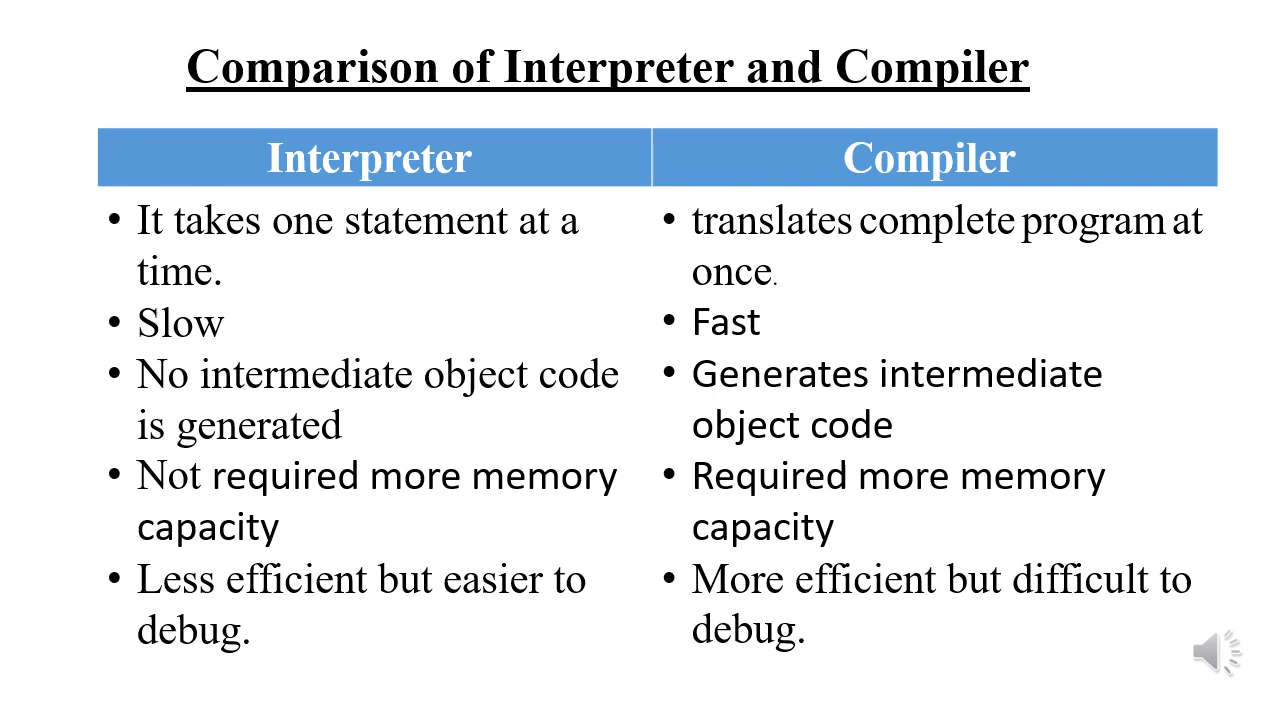 Comparison of Interpreter and Compiler
Interpreter
Compiler
• It takes one statement at a
time.
• Slow
• No intermediate object code
is generated
• Not required more memory
capacity
• Less efficient but easier to
debug.
• translates complete program at
once.
• Fast
• Generates intermediate
object code
• Required more memory
capacity
• More efficient but difficult to
debug.